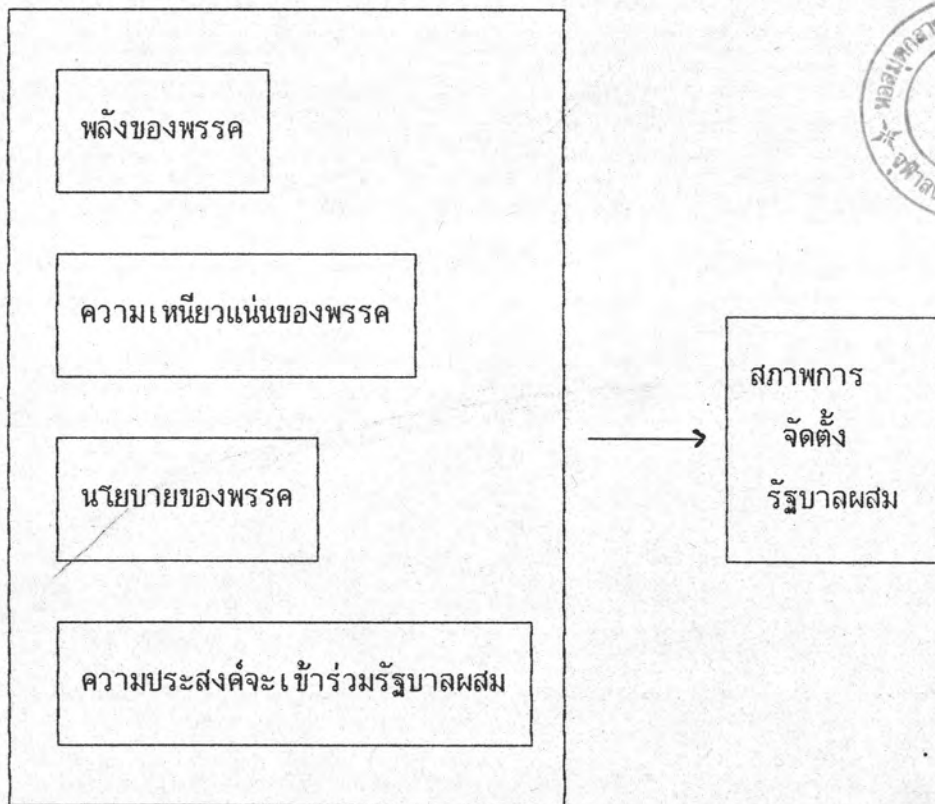 พลังของพรรค
ความเหนียวแน่นของพรรค
นโยบายของพรรค
ความประสงค์จะเข้าร่วมรัฐบาลผสม
สภาพการ
จัดตั้ง
รัฐบาลผสม